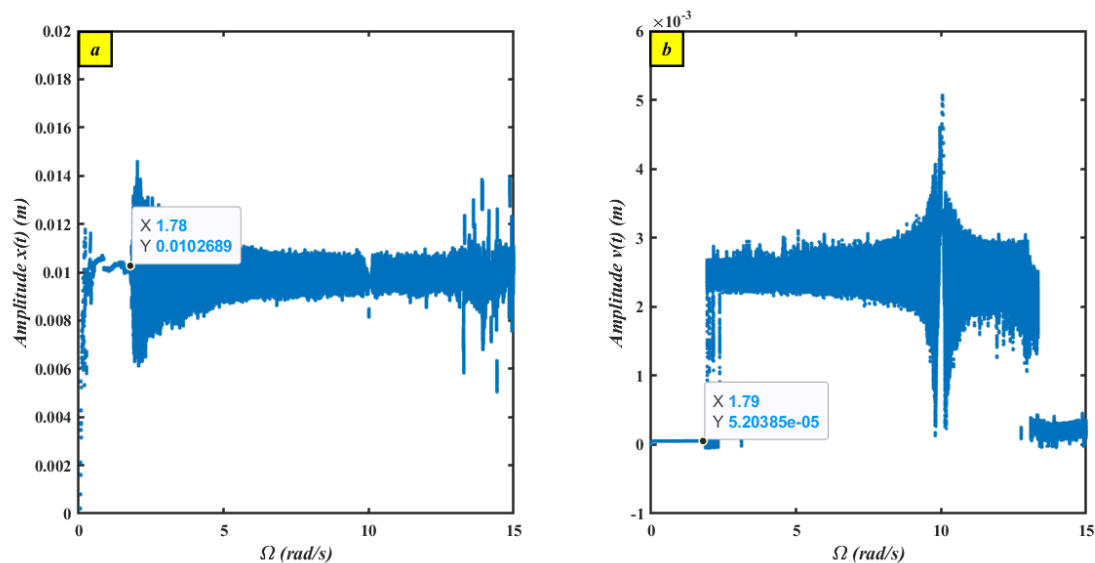 a
0.02
0.018
0.016
0.014
0.012
0.010
0.008
0.006
0.004
0.002
0
Amplitude x(t) (m)
X 1.78
Y 0.0102689
0 5 10 15
Ω (rad/s)
×10⁻³
b
6
5
4
3
2
1
0
-1
Amplitude v(t) (m)
X 1.79
Y 5.20385e-05
0 5 10 15
Ω (rad/s)